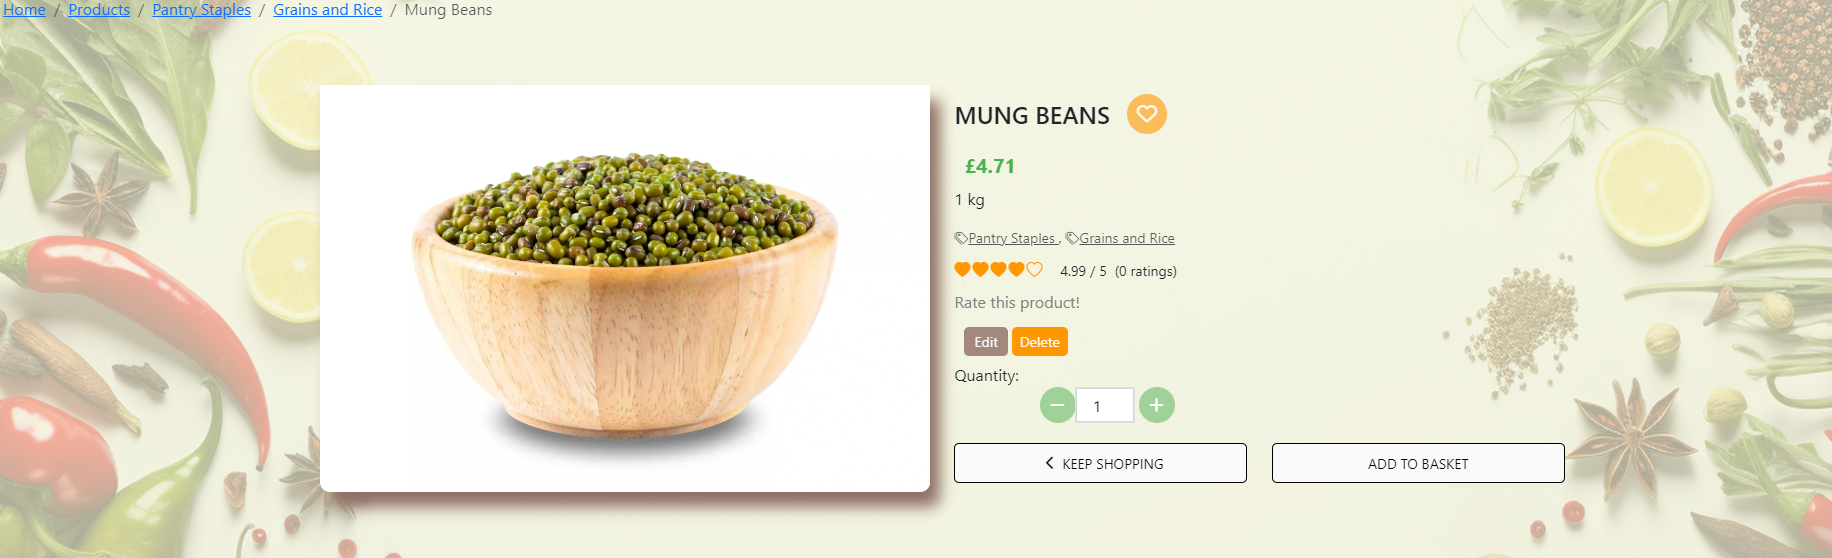 Home / Products / Pantry Staples / Grains and Rice / Mung Beans
MUNG BEANS
£4.71
1 kg
Pantry Staples , Grains and Rice
4.99 / 5 (0 ratings)
Rate this product!
Edit Delete
Quantity:
1
KEEP SHOPPING ADD TO BASKET